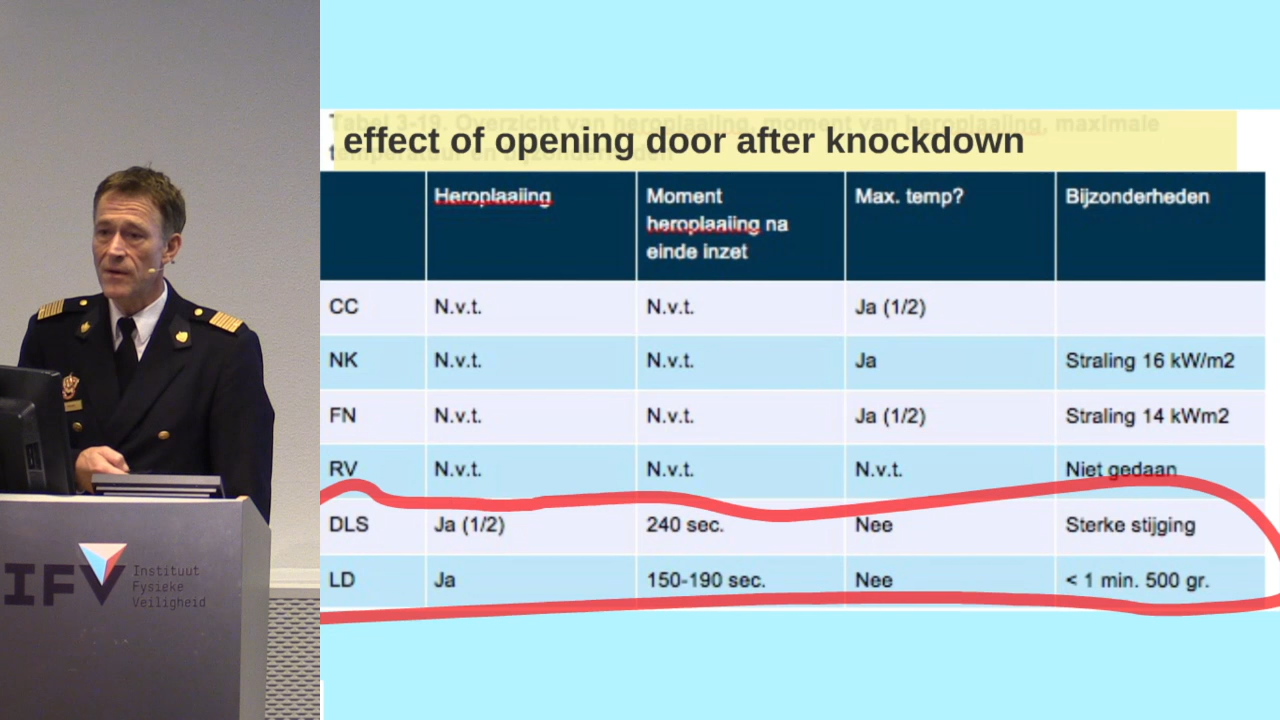 Tabel 3-19. Overzicht van heroplaaiing, moment van heroplaaiing, maximale
effect of opening door after knockdown
temperatuur en bijzonderheden
Heroplaaiing
Moment heroplaaiing na einde inzet
Max. temp?
Bijzonderheden
CC N.v.t. N.v.t. Ja (1/2)
NK N.v.t. N.v.t. Ja Straling 16 kW/m2
FN N.v.t. N.v.t. Ja (1/2) Straling 14 kWm2
RV N.v.t. N.v.t. N.v.t. Niet gedaan
DLS Ja (1/2) 240 sec. Nee Sterke stijging
LD Ja 150-190 sec. Nee < 1 min. 500 gr.
IFV
Instituut
Fysieke
Veiligheid